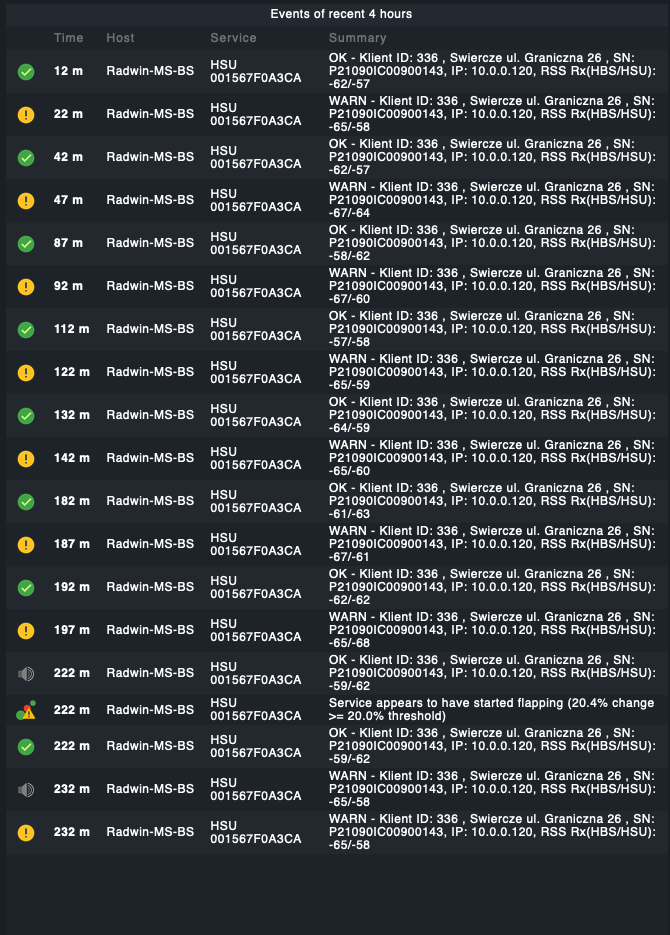 Events of recent 4 hours
Time Host Service Summary
12 m Radwin-MS-BS HSU 001567F0A3CA OK - Klient ID: 336 , Swiercze ul. Graniczna 26 , SN:
P21090IC00900143, IP: 10.0.0.120, RSS Rx(HBS/HSU):
-62/-57
22 m Radwin-MS-BS HSU 001567F0A3CA WARN - Klient ID: 336 , Swiercze ul. Graniczna 26 , SN:
P21090IC00900143, IP: 10.0.0.120, RSS Rx(HBS/HSU):
-65/-58
42 m Radwin-MS-BS HSU 001567F0A3CA OK - Klient ID: 336 , Swiercze ul. Graniczna 26 , SN:
P21090IC00900143, IP: 10.0.0.120, RSS Rx(HBS/HSU):
-62/-57
47 m Radwin-MS-BS HSU 001567F0A3CA WARN - Klient ID: 336 , Swiercze ul. Graniczna 26 , SN:
P21090IC00900143, IP: 10.0.0.120, RSS Rx(HBS/HSU):
-67/-64
87 m Radwin-MS-BS HSU 001567F0A3CA OK - Klient ID: 336 , Swiercze ul. Graniczna 26 , SN:
P21090IC00900143, IP: 10.0.0.120, RSS Rx(HBS/HSU):
-58/-62
92 m Radwin-MS-BS HSU 001567F0A3CA WARN - Klient ID: 336 , Swiercze ul. Graniczna 26 , SN:
P21090IC00900143, IP: 10.0.0.120, RSS Rx(HBS/HSU):
-67/-60
112 m Radwin-MS-BS HSU 001567F0A3CA OK - Klient ID: 336 , Swiercze ul. Graniczna 26 , SN:
P21090IC00900143, IP: 10.0.0.120, RSS Rx(HBS/HSU):
-57/-58
122 m Radwin-MS-BS HSU 001567F0A3CA WARN - Klient ID: 336 , Swiercze ul. Graniczna 26 , SN:
P21090IC00900143, IP: 10.0.0.120, RSS Rx(HBS/HSU):
-65/-59
132 m Radwin-MS-BS HSU 001567F0A3CA OK - Klient ID: 336 , Swiercze ul. Graniczna 26 , SN:
P21090IC00900143, IP: 10.0.0.120, RSS Rx(HBS/HSU):
-64/-59
142 m Radwin-MS-BS HSU 001567F0A3CA WARN - Klient ID: 336 , Swiercze ul. Graniczna 26 , SN:
P21090IC00900143, IP: 10.0.0.120, RSS Rx(HBS/HSU):
-65/-60
182 m Radwin-MS-BS HSU 001567F0A3CA OK - Klient ID: 336 , Swiercze ul. Graniczna 26 , SN:
P21090IC00900143, IP: 10.0.0.120, RSS Rx(HBS/HSU):
-61/-63
187 m Radwin-MS-BS HSU 001567F0A3CA WARN - Klient ID: 336 , Swiercze ul. Graniczna 26 , SN:
P21090IC00900143, IP: 10.0.0.120, RSS Rx(HBS/HSU):
-67/-61
192 m Radwin-MS-BS HSU 001567F0A3CA OK - Klient ID: 336 , Swiercze ul. Graniczna 26 , SN:
P21090IC00900143, IP: 10.0.0.120, RSS Rx(HBS/HSU):
-62/-62
197 m Radwin-MS-BS HSU 001567F0A3CA WARN - Klient ID: 336 , Swiercze ul. Graniczna 26 , SN:
P21090IC00900143, IP: 10.0.0.120, RSS Rx(HBS/HSU):
-65/-68
222 m Radwin-MS-BS HSU 001567F0A3CA OK - Klient ID: 336 , Swiercze ul. Graniczna 26 , SN:
P21090IC00900143, IP: 10.0.0.120, RSS Rx(HBS/HSU):
-59/-62
222 m Radwin-MS-BS HSU 001567F0A3CA Service appears to have started flapping (20.4% change
>= 20.0% threshold)
222 m Radwin-MS-BS HSU 001567F0A3CA OK - Klient ID: 336 , Swiercze ul. Graniczna 26 , SN:
P21090IC00900143, IP: 10.0.0.120, RSS Rx(HBS/HSU):
-59/-62
232 m Radwin-MS-BS HSU 001567F0A3CA WARN - Klient ID: 336 , Swiercze ul. Graniczna 26 , SN:
P21090IC00900143, IP: 10.0.0.120, RSS Rx(HBS/HSU):
-65/-58
232 m Radwin-MS-BS HSU 001567F0A3CA WARN - Klient ID: 336 , Swiercze ul. Graniczna 26 , SN:
P21090IC00900143, IP: 10.0.0.120, RSS Rx(HBS/HSU):
-65/-58